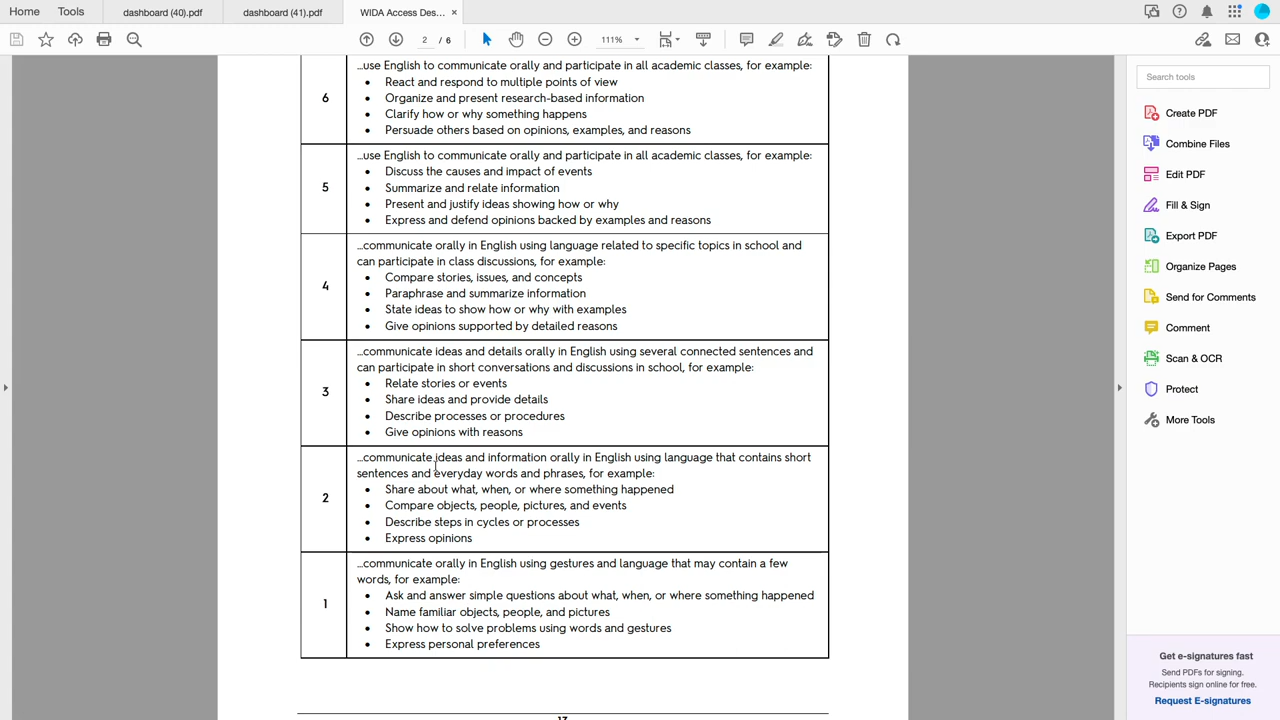 Home
Tools
dashboard (40).pdf
dashboard (41).pdf
WIDA Access Des... ×
2 / 6
111%
Search tools
…use English to communicate orally and participate in all academic classes, for example:
• React and respond to multiple points of view
6
• Organize and present research-based information
• Clarify how or why something happens
• Persuade others based on opinions, examples, and reasons
…use English to communicate orally and participate in all academic classes, for example:
• Discuss the causes and impact of events
5
• Summarize and relate information
• Present and justify ideas showing how or why
• Express and defend opinions backed by examples and reasons
…communicate orally in English using language related to specific topics in school and
can participate in class discussions, for example:
• Compare stories, issues, and concepts
4
• Paraphrase and summarize information
• State ideas to show how or why with examples
• Give opinions supported by detailed reasons
…communicate ideas and details orally in English using several connected sentences and
can participate in short conversations and discussions in school, for example:
• Relate stories or events
3
• Share ideas and provide details
• Describe processes or procedures
• Give opinions with reasons
…communicate ideas and information orally in English using language that contains short
sentences and everyday words and phrases, for example:
• Share about what, when, or where something happened
2
• Compare objects, people, pictures, and events
• Describe steps in cycles or processes
• Express opinions
…communicate orally in English using gestures and language that may contain a few
words, for example:
• Ask and answer simple questions about what, when, or where something happened
1
• Name familiar objects, people, and pictures
• Show how to solve problems using words and gestures
• Express personal preferences
Create PDF
Combine Files
Edit PDF
Fill & Sign
Export PDF
Organize Pages
Send for Comments
Comment
Scan & OCR
Protect
More Tools
Get e-signatures fast
Send PDFs for signing.
Recipients sign online for free.
Request E-signatures